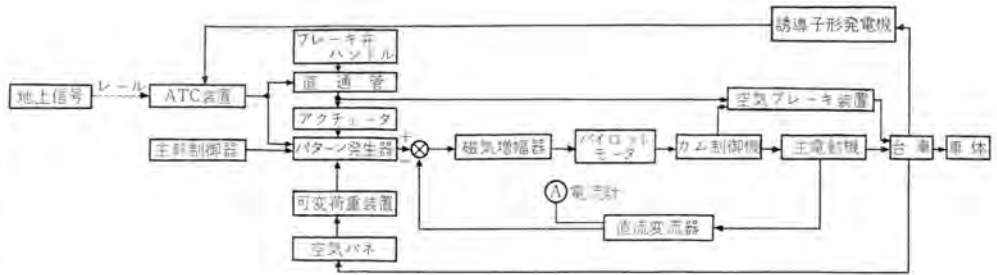 誘導子形発電機
ブレーキ弁
ハンドル
地上信号
レール
ATC装置
直通管
空気ブレーキ装置
アクチェータ
主幹制御器
パターン発生器
+
−
磁気増幅器
パイロット
モータ
カム制御機
主電動機
台車
車体
可変荷重装置
A 電流計
直流変流器
空気バネ